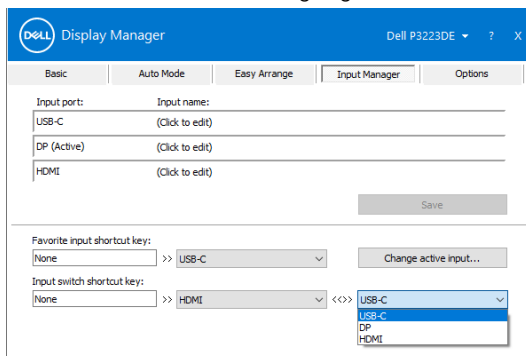 DELL Display Manager Dell P3223DE ? X
Basic Auto Mode Easy Arrange Input Manager Options
Input port: Input name:
USB-C (Click to edit)
DP (Active) (Click to edit)
HDMI (Click to edit)
Save
Favorite input shortcut key:
None >> USB-C Change active input...
Input switch shortcut key:
None >> HDMI <<>> USB-C
USB-C
DP
HDMI